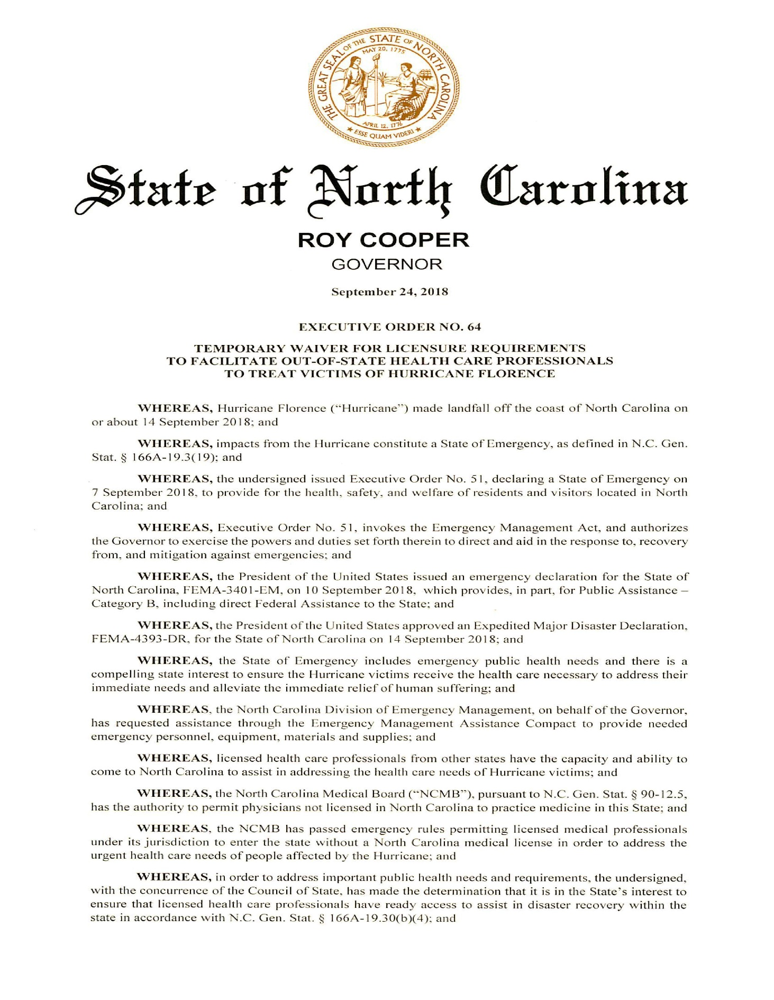 THE GREAT SEAL OF THE STATE OF NORTH CAROLINA
MAY 20, 1775
APRIL 12, 1776
★ ESSE QUAM VIDERI ★
State of North Carolina
ROY COOPER
GOVERNOR
September 24, 2018
EXECUTIVE ORDER NO. 64
TEMPORARY WAIVER FOR LICENSURE REQUIREMENTS
TO FACILITATE OUT-OF-STATE HEALTH CARE PROFESSIONALS
TO TREAT VICTIMS OF HURRICANE FLORENCE
WHEREAS, Hurricane Florence (“Hurricane”) made landfall off the coast of North Carolina on
or about 14 September 2018; and
WHEREAS, impacts from the Hurricane constitute a State of Emergency, as defined in N.C. Gen.
Stat. § 166A-19.3(19); and
WHEREAS, the undersigned issued Executive Order No. 51, declaring a State of Emergency on
7 September 2018, to provide for the health, safety, and welfare of residents and visitors located in North
Carolina; and
WHEREAS, Executive Order No. 51, invokes the Emergency Management Act, and authorizes
the Governor to exercise the powers and duties set forth therein to direct and aid in the response to, recovery
from, and mitigation against emergencies; and
WHEREAS, the President of the United States issued an emergency declaration for the State of
North Carolina, FEMA-3401-EM, on 10 September 2018, which provides, in part, for Public Assistance –
Category B, including direct Federal Assistance to the State; and
WHEREAS, the President of the United States approved an Expedited Major Disaster Declaration,
FEMA-4393-DR, for the State of North Carolina on 14 September 2018; and
WHEREAS, the State of Emergency includes emergency public health needs and there is a
compelling state interest to ensure the Hurricane victims receive the health care necessary to address their
immediate needs and alleviate the immediate relief of human suffering; and
WHEREAS, the North Carolina Division of Emergency Management, on behalf of the Governor,
has requested assistance through the Emergency Management Assistance Compact to provide needed
emergency personnel, equipment, materials and supplies; and
WHEREAS, licensed health care professionals from other states have the capacity and ability to
come to North Carolina to assist in addressing the health care needs of Hurricane victims; and
WHEREAS, the North Carolina Medical Board (“NCMB”), pursuant to N.C. Gen. Stat. § 90-12.5,
has the authority to permit physicians not licensed in North Carolina to practice medicine in this State; and
WHEREAS, the NCMB has passed emergency rules permitting licensed medical professionals
under its jurisdiction to enter the state without a North Carolina medical license in order to address the
urgent health care needs of people affected by the Hurricane; and
WHEREAS, in order to address important public health needs and requirements, the undersigned,
with the concurrence of the Council of State, has made the determination that it is in the State’s interest to
ensure that licensed health care professionals have ready access to assist in disaster recovery within the
state in accordance with N.C. Gen. Stat. § 166A-19.30(b)(4); and